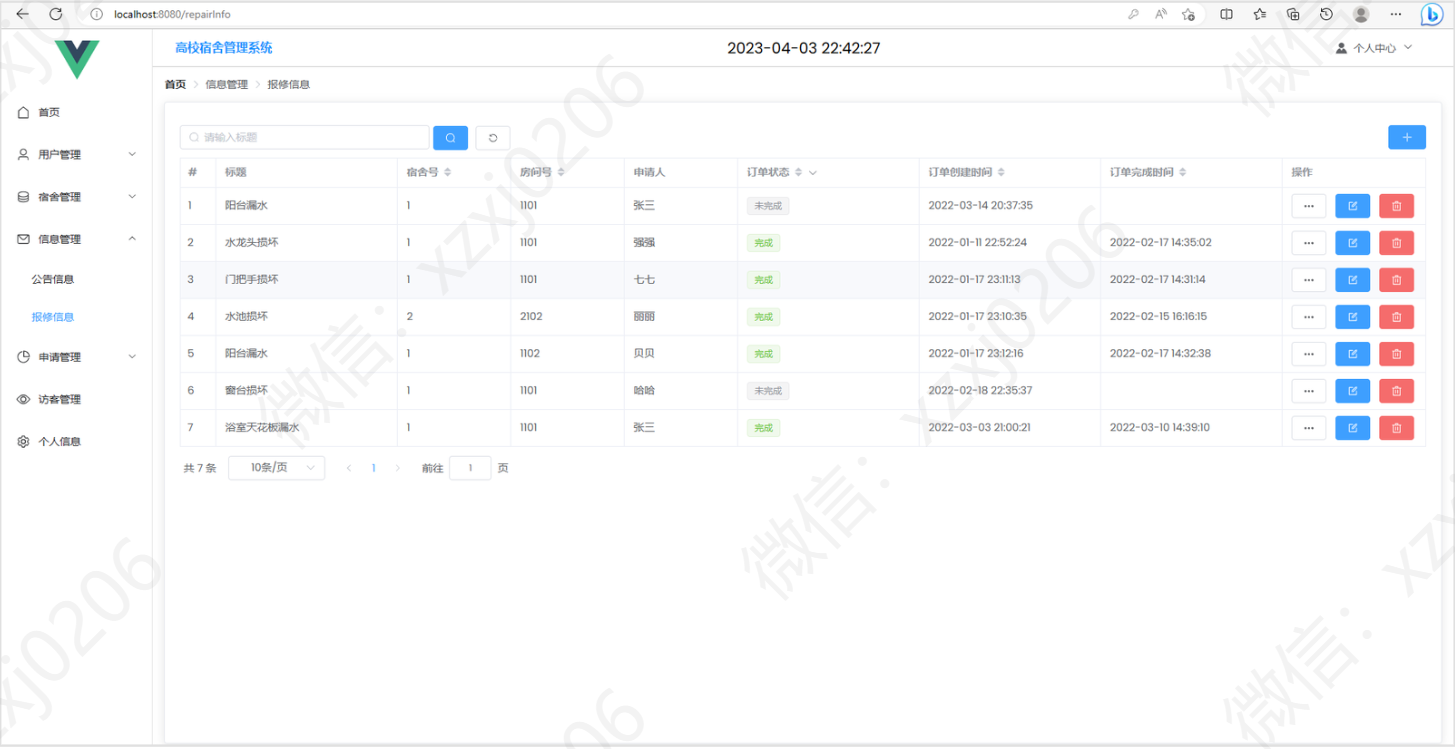 localhost:8080/repairInfo
高校宿舍管理系统
2023-04-03 22:42:27
个人中心
首页 > 信息管理 > 报修信息
首页
用户管理
宿舍管理
信息管理
公告信息
报修信息
申请管理
访客管理
个人信息
请输入标题
# 标题 宿舍号 房间号 申请人 订单状态 订单创建时间 订单完成时间 操作
1 阳台漏水 1 1101 张三 未完成 2022-03-14 20:37:35
2 水龙头损坏 1 1101 强强 完成 2022-01-11 22:52:24 2022-02-17 14:35:02
3 门把手损坏 1 1101 七七 完成 2022-01-17 23:11:13 2022-02-17 14:31:14
4 水池损坏 2 2102 丽丽 完成 2022-01-17 23:10:35 2022-02-15 16:16:15
5 阳台漏水 1 1102 贝贝 完成 2022-01-17 23:12:16 2022-02-17 14:32:38
6 窗台损坏 1 1101 哈哈 未完成 2022-02-18 22:35:37
7 浴室天花板漏水 1 1101 张三 完成 2022-03-03 21:00:21 2022-03-10 14:39:10
共 7 条 10条/页 < 1 > 前往 1 页
微信：xzxj0206
微信：xzxj0206